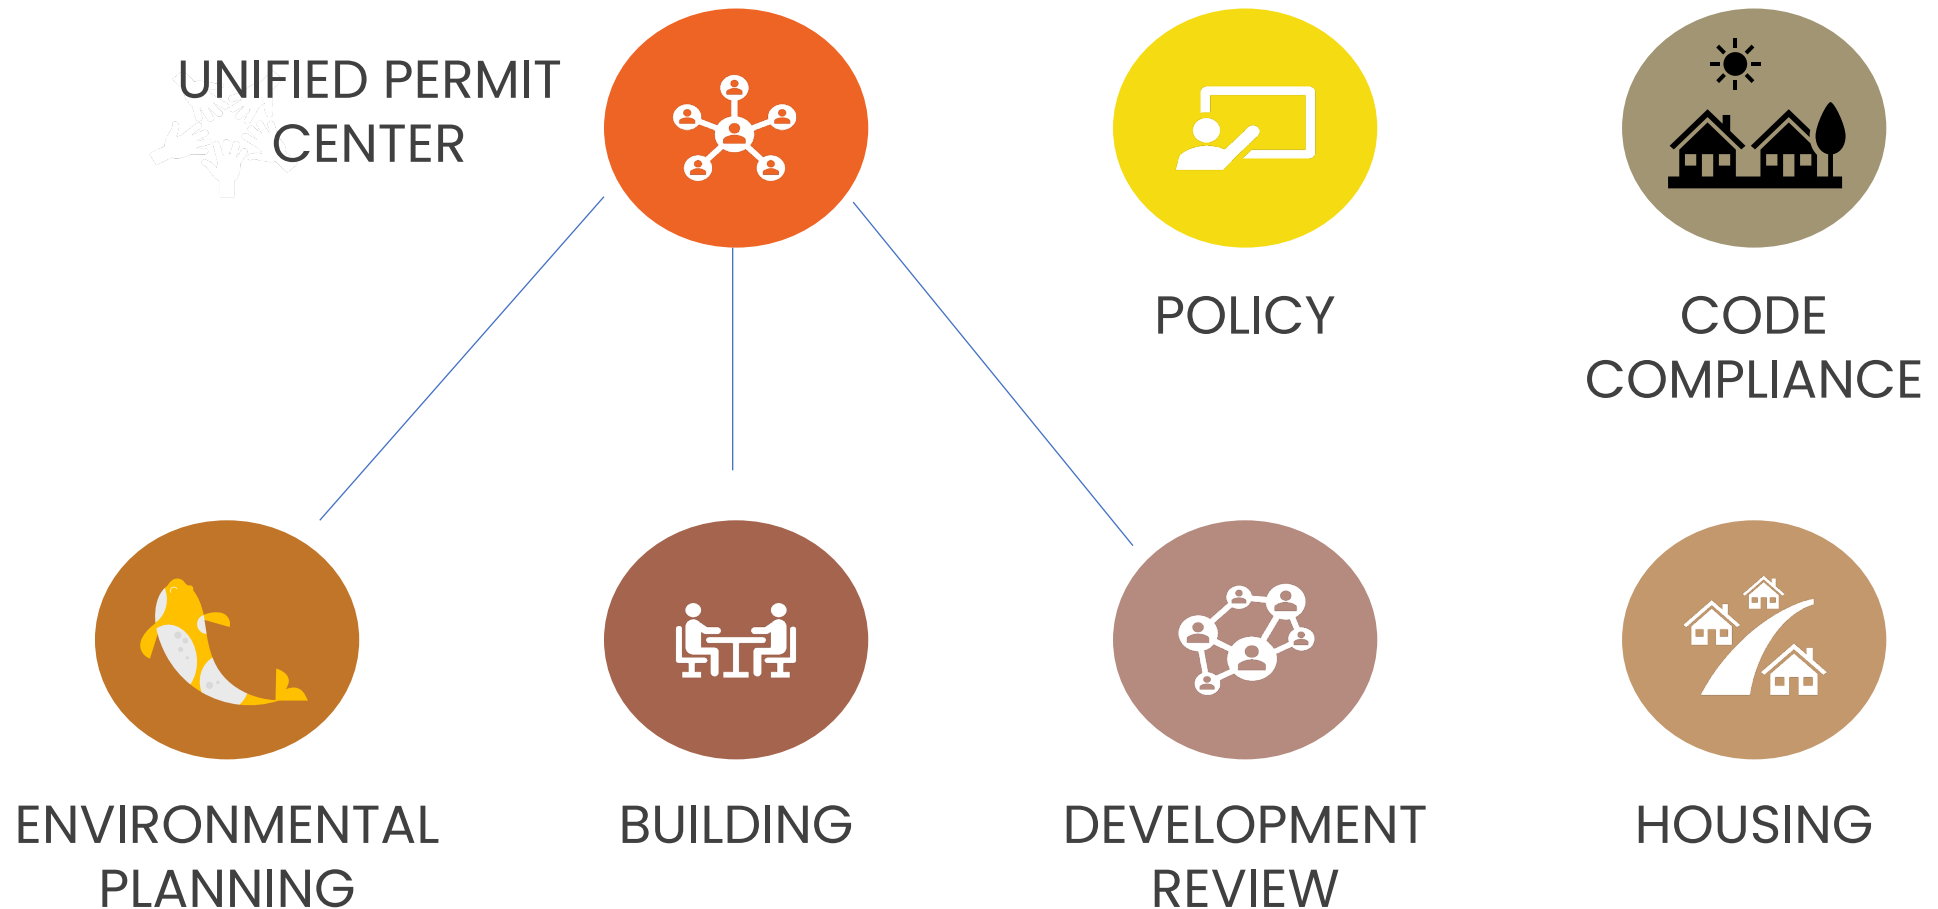 UNIFIED PERMIT
CENTER
POLICY
CODE
COMPLIANCE
ENVIRONMENTAL
PLANNING
BUILDING
DEVELOPMENT
REVIEW
HOUSING